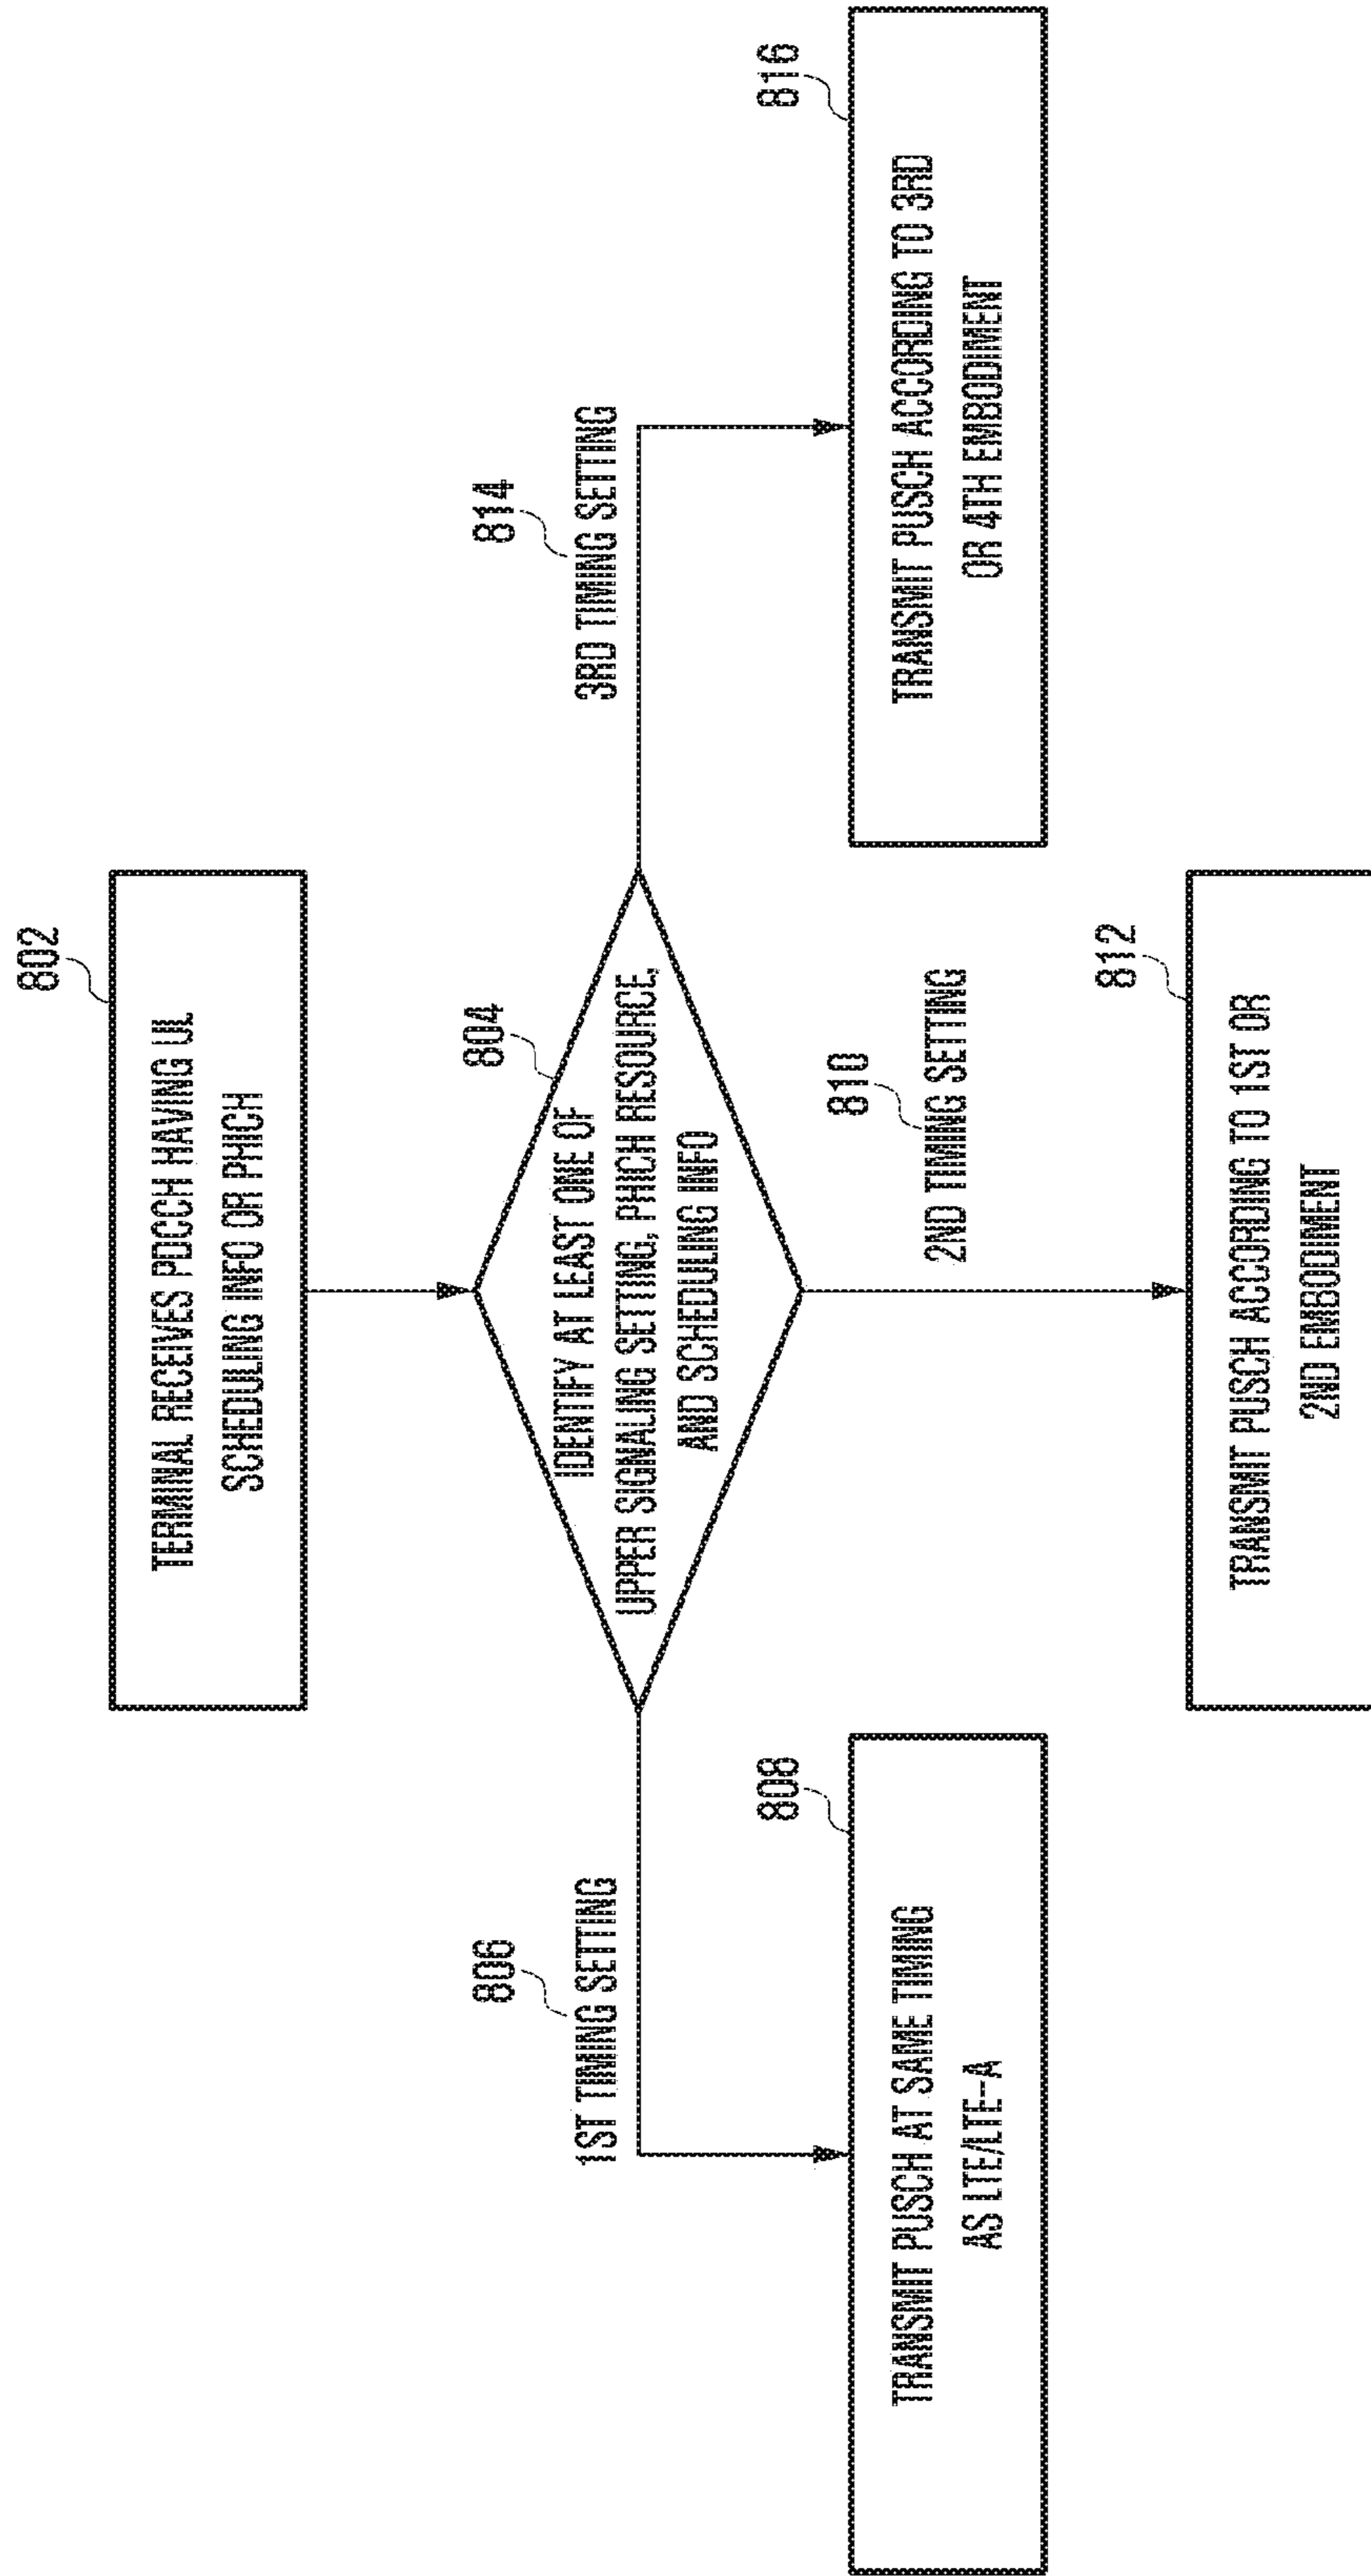 802
TERMINAL RECEIVES PDCCH HAVING UL
SCHEDULING INFO OR PHICH
804
IDENTIFY AT LEAST ONE OF
UPPER SIGNALING SETTING, PHICH RESOURCE,
AND SCHEDULING INFO
806
1ST TIMING SETTING
808
TRANSMIT PUSCH AT SAME TIMING
AS LTE/LTE-A
810
2ND TIMING SETTING
812
TRANSMIT PUSCH ACCORDING TO 1ST OR
2ND EMBODIMENT
814
3RD TIMING SETTING
816
TRANSMIT PUSCH ACCORDING TO 3RD
OR 4TH EMBODIMENT